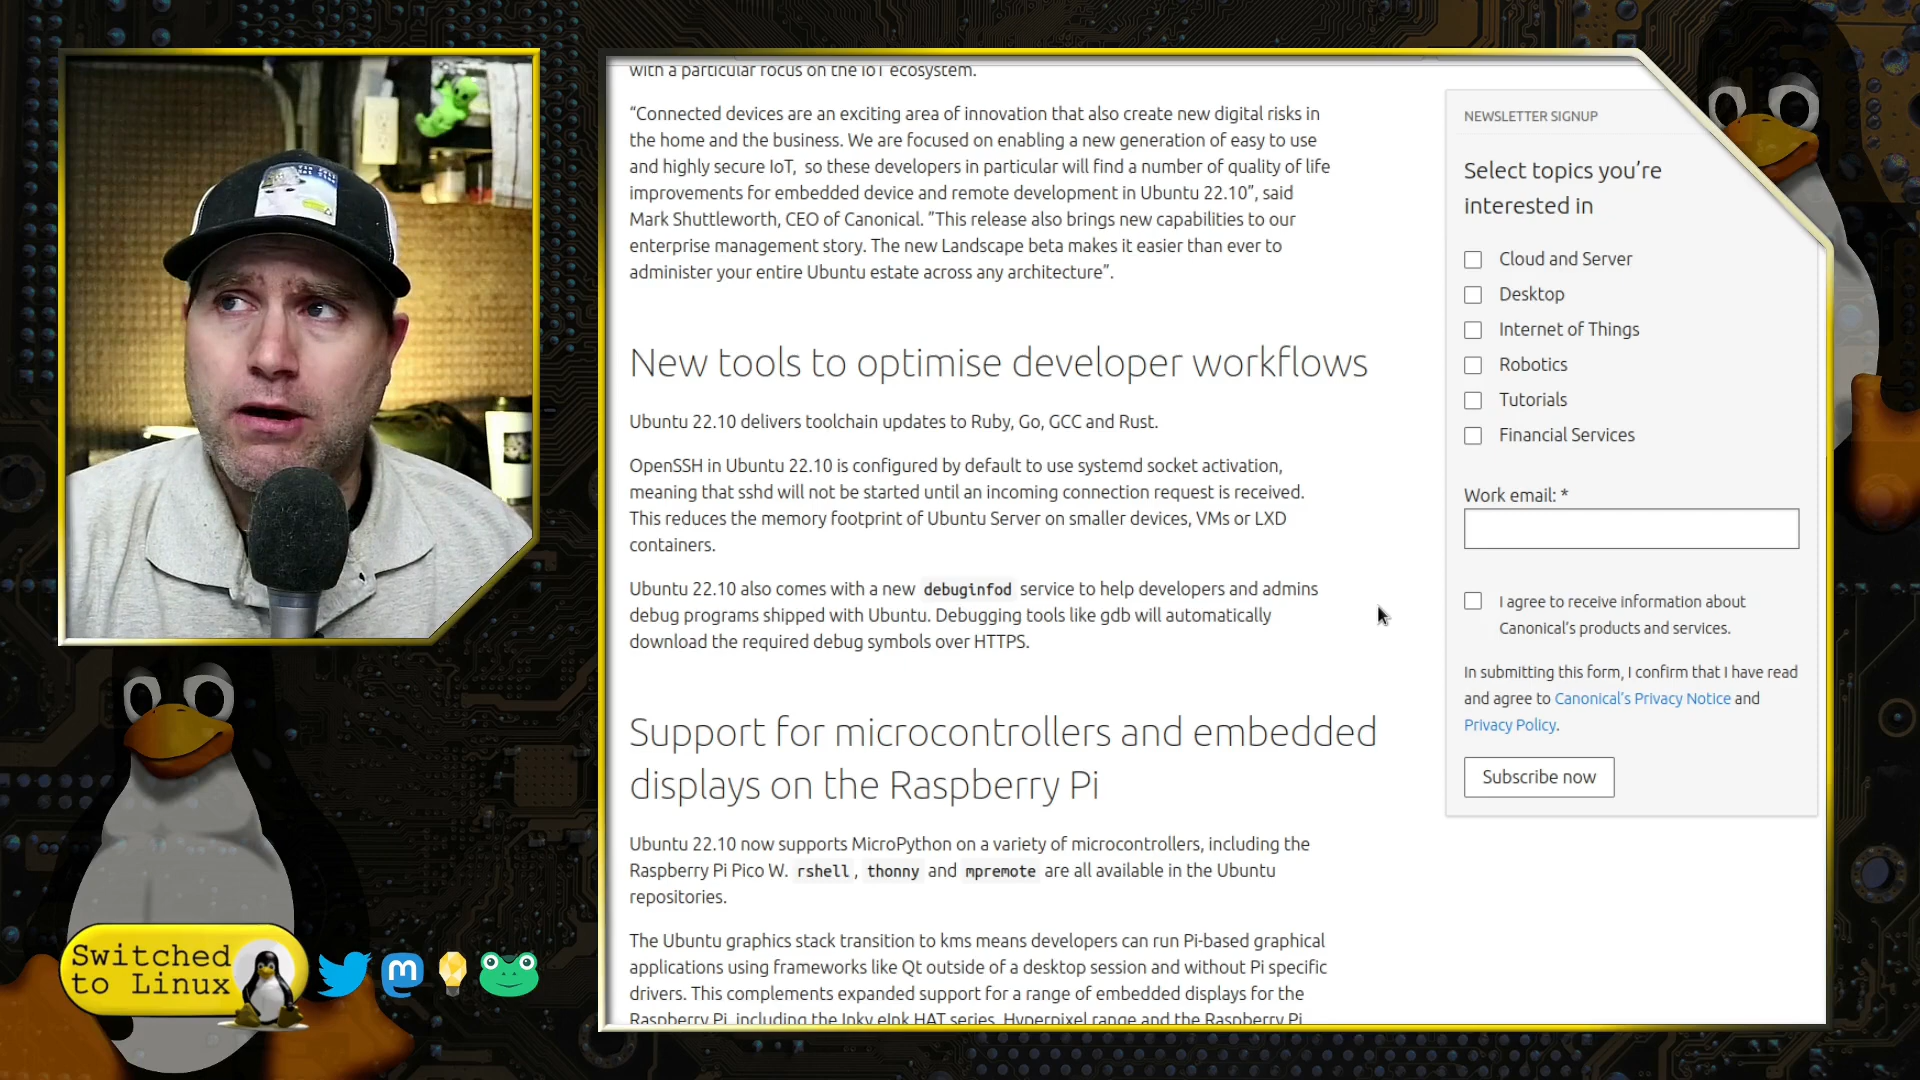 with a particular focus on the IoT ecosystem.
“Connected devices are an exciting area of innovation that also create new digital risks in
the home and the business. We are focused on enabling a new generation of easy to use
and highly secure IoT,  so these developers in particular will find a number of quality of life
improvements for embedded device and remote development in Ubuntu 22.10”, said
Mark Shuttleworth, CEO of Canonical. ”This release also brings new capabilities to our
enterprise management story. The new Landscape beta makes it easier than ever to
administer your entire Ubuntu estate across any architecture”.
New tools to optimise developer workflows
Ubuntu 22.10 delivers toolchain updates to Ruby, Go, GCC and Rust.
OpenSSH in Ubuntu 22.10 is configured by default to use systemd socket activation,
meaning that sshd will not be started until an incoming connection request is received.
This reduces the memory footprint of Ubuntu Server on smaller devices, VMs or LXD
containers.
Ubuntu 22.10 also comes with a new debuginfod service to help developers and admins
debug programs shipped with Ubuntu. Debugging tools like gdb will automatically
download the required debug symbols over HTTPS.
Support for microcontrollers and embedded
displays on the Raspberry Pi
Ubuntu 22.10 now supports MicroPython on a variety of microcontrollers, including the
Raspberry Pi Pico W. rshell, thonny and mpremote are all available in the Ubuntu
repositories.
The Ubuntu graphics stack transition to kms means developers can run Pi-based graphical
applications using frameworks like Qt outside of a desktop session and without Pi specific
drivers. This complements expanded support for a range of embedded displays for the
Raspberry Pi, including the Inky eInk HAT series, Hyperpixel range and the Raspberry Pi
NEWSLETTER SIGNUP
Select topics you’re
interested in
Cloud and Server
Desktop
Internet of Things
Robotics
Tutorials
Financial Services
Work email: *
I agree to receive information about
Canonical's products and services.
In submitting this form, I confirm that I have read
and agree to Canonical's Privacy Notice and
Privacy Policy.
Subscribe now
Switched
to Linux